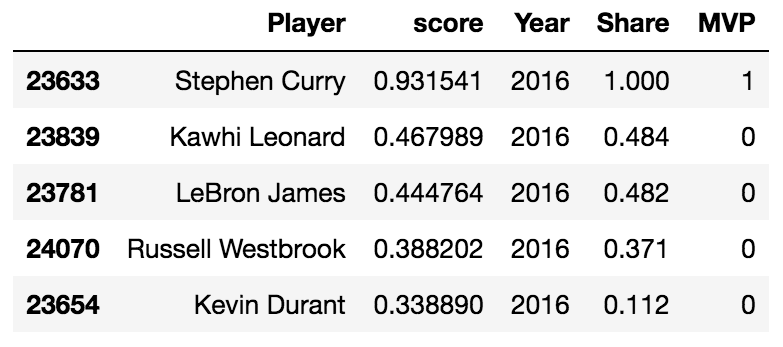 Player score Year Share MVP
23633 Stephen Curry 0.931541 2016 1.000 1
23839 Kawhi Leonard 0.467989 2016 0.484 0
23781 LeBron James 0.444764 2016 0.482 0
24070 Russell Westbrook 0.388202 2016 0.371 0
23654 Kevin Durant 0.338890 2016 0.112 0